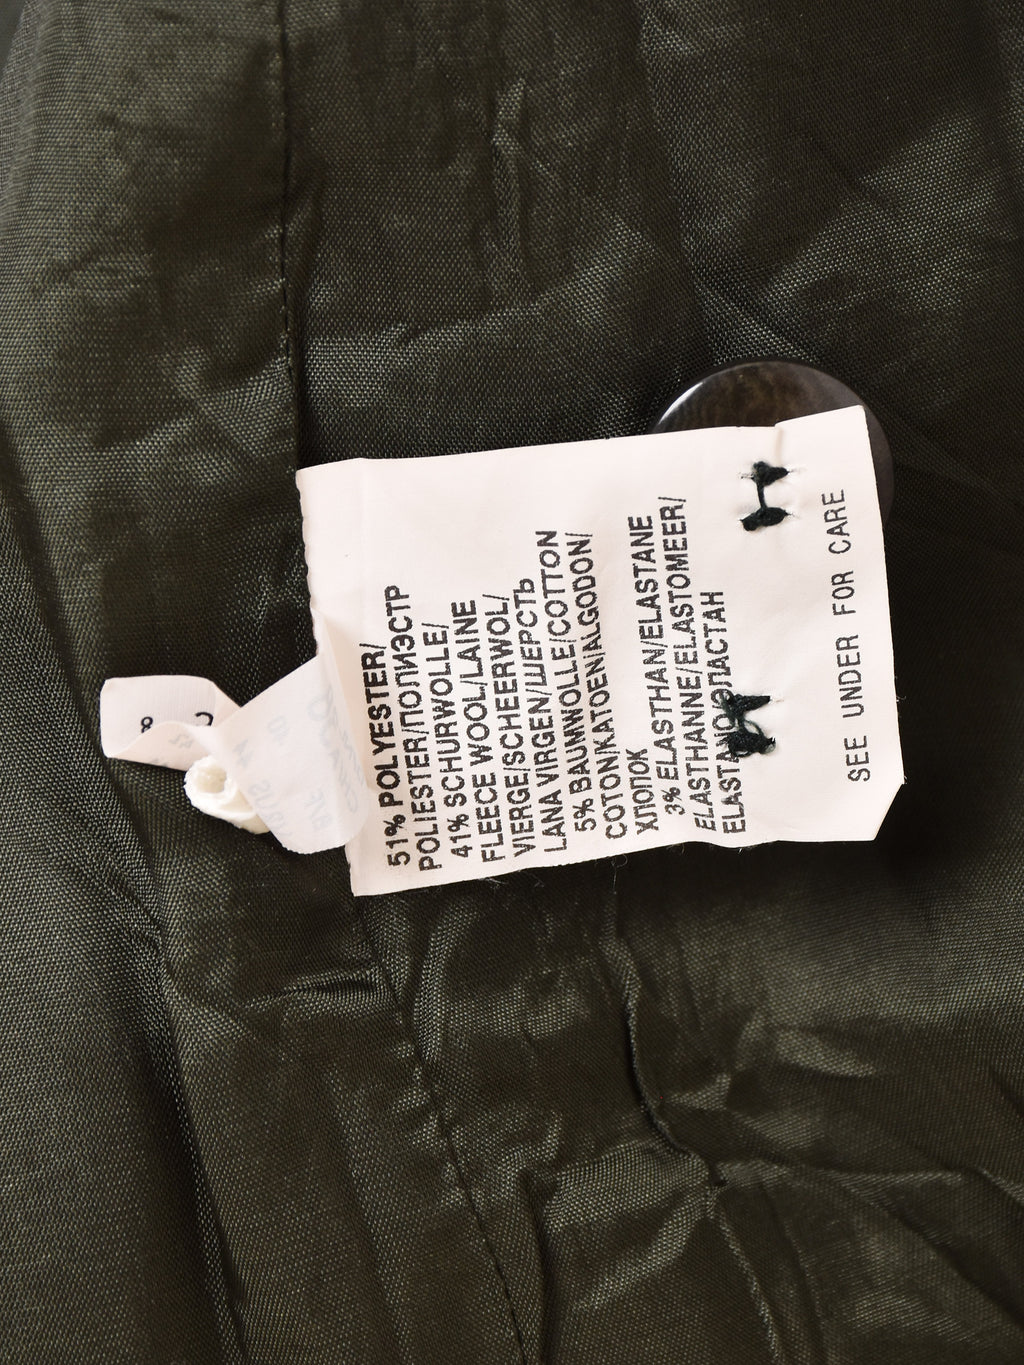 51% POLYESTER/
POLIESTER/ПОЛИЭСТР
41% SCHURWOLLE/
FLEECE WOOL/LAINE
VIERGE/SCHEERWOL/
LANA VIRGEN/ШЕРСТЬ
5% BAUMWOLLE/COTTON
COTON/KATOEN/ALGODON/
ХЛОПОК
3% ELASTHAN/ELASTANE
ELASTHANNE/ELASTOMEER/
ELASTANO/ЭЛАСТАН
SEE UNDER FOR CARE